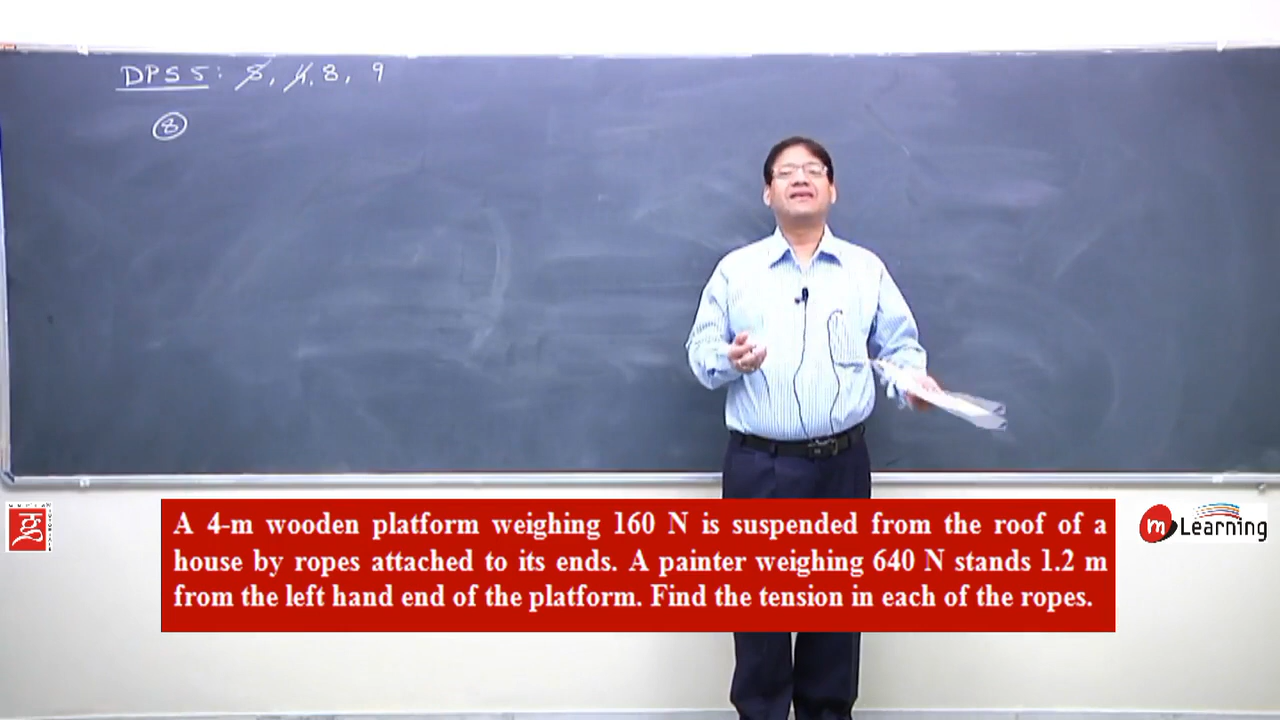 DPS 5: 5, 4, 8, 9
8
A 4-m wooden platform weighing 160 N is suspended from the roof of a
house by ropes attached to its ends. A painter weighing 640 N stands 1.2 m
from the left hand end of the platform. Find the tension in each of the ropes.
m Learning